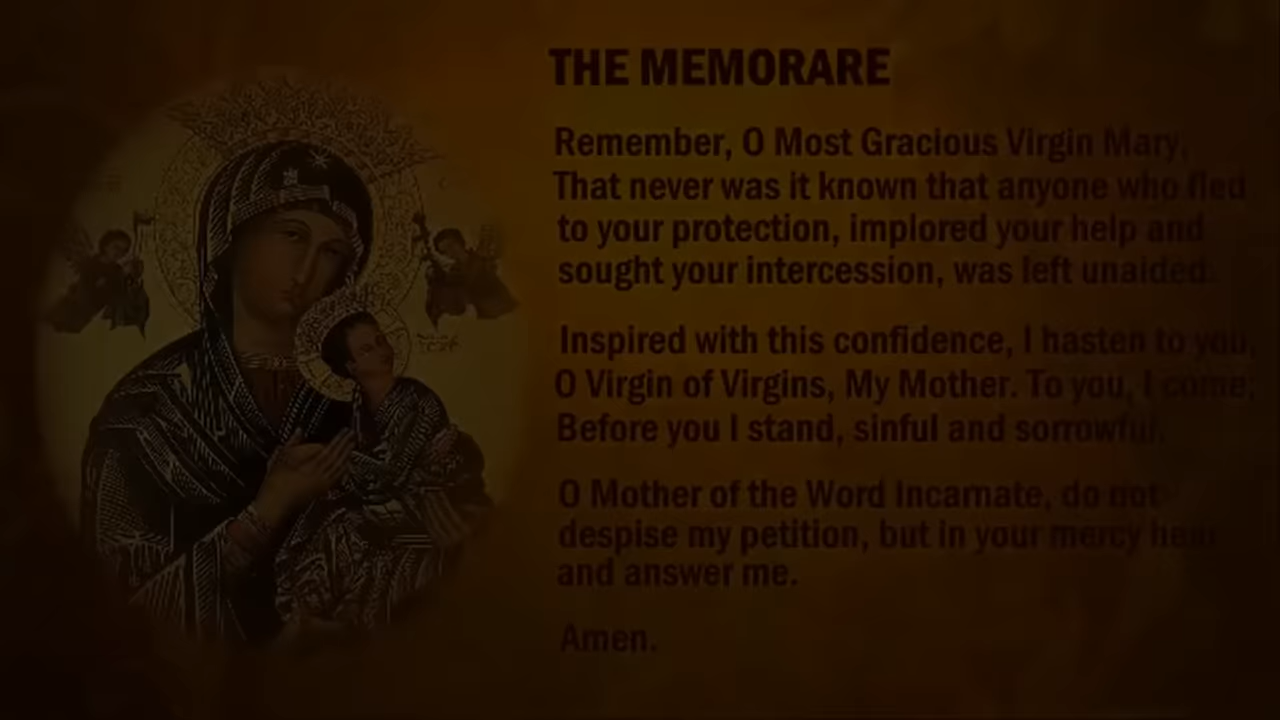 THE MEMORARE
Remember, O Most Gracious Virgin Mary,
That never was it known that anyone who fled
to your protection, implored your help and
sought your intercession, was left unaided.
Inspired with this confidence, I hasten to you,
O Virgin of Virgins, My Mother. To you, I come;
Before you I stand, sinful and sorrowful.
O Mother of the Word Incarnate, do not
despise my petition, but in your mercy hear
and answer me.
Amen.